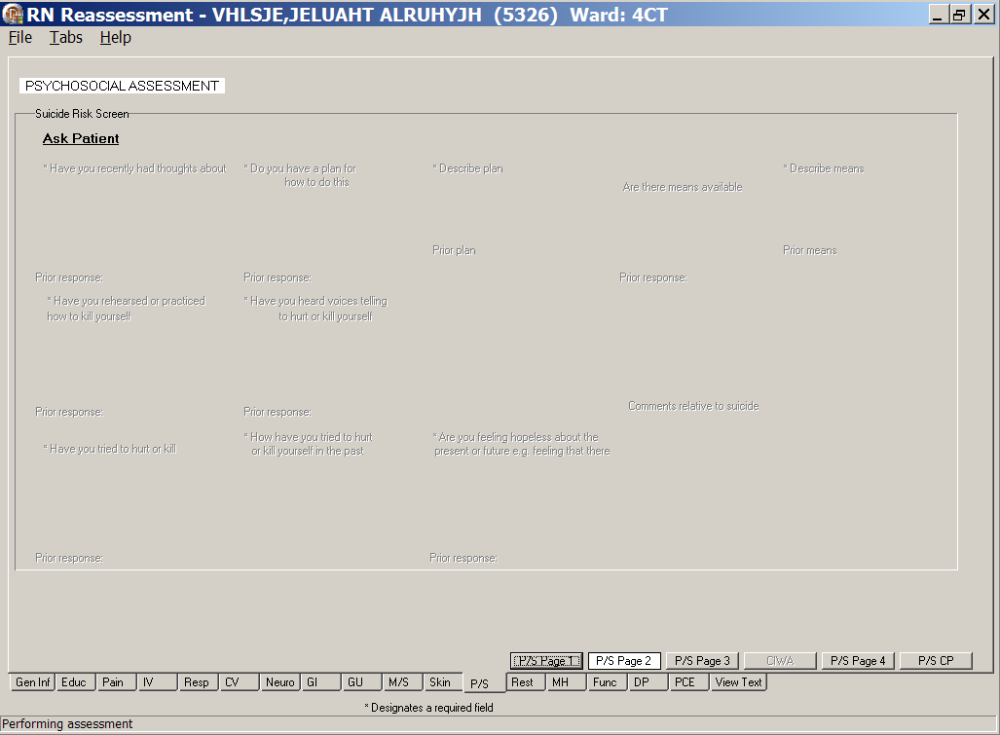 RN Reassessment - VHLSJE,JELUAHT ALRUHYJH (5326) Ward: 4CT
File Tabs Help
PSYCHOSOCIAL ASSESSMENT
Suicide Risk Screen
Ask Patient
* Have you recently had thoughts about
* Do you have a plan for
how to do this
* Describe plan
Are there means available
* Describe means
Prior plan
Prior means
Prior response:
Prior response:
Prior response:
* Have you rehearsed or practiced
how to kill yourself
* Have you heard voices telling
to hurt or kill yourself
Comments relative to suicide
Prior response:
Prior response:
* Have you tried to hurt or kill
* How have you tried to hurt
or kill yourself in the past
* Are you feeling hopeless about the
present or future e.g. feeling that there
Prior response:
Prior response:
P/S Page 1 P/S Page 2 P/S Page 3 CIWA P/S Page 4 P/S CP
Gen Inf Educ Pain IV Resp CV Neuro GI GU M/S Skin P/S Rest MH Func DP PCE View Text
* Designates a required field
Performing assessment